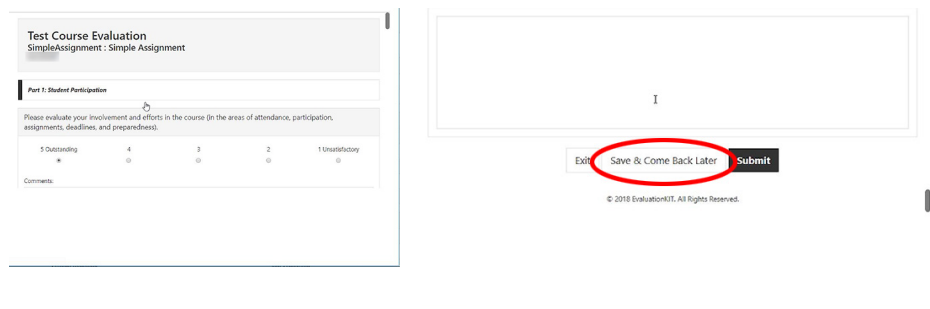 Test Course Evaluation
SimpleAssignment : Simple Assignment
Part 1: Student Participation
Please evaluate your involvement and efforts in the course (in the areas of attendance, participation,
assignments, deadlines, and preparedness).
5 Outstanding 4 3 2 1 Unsatisfactory
Comments:
Exit Save & Come Back Later Submit
© 2018 EvaluationKIT. All Rights Reserved.